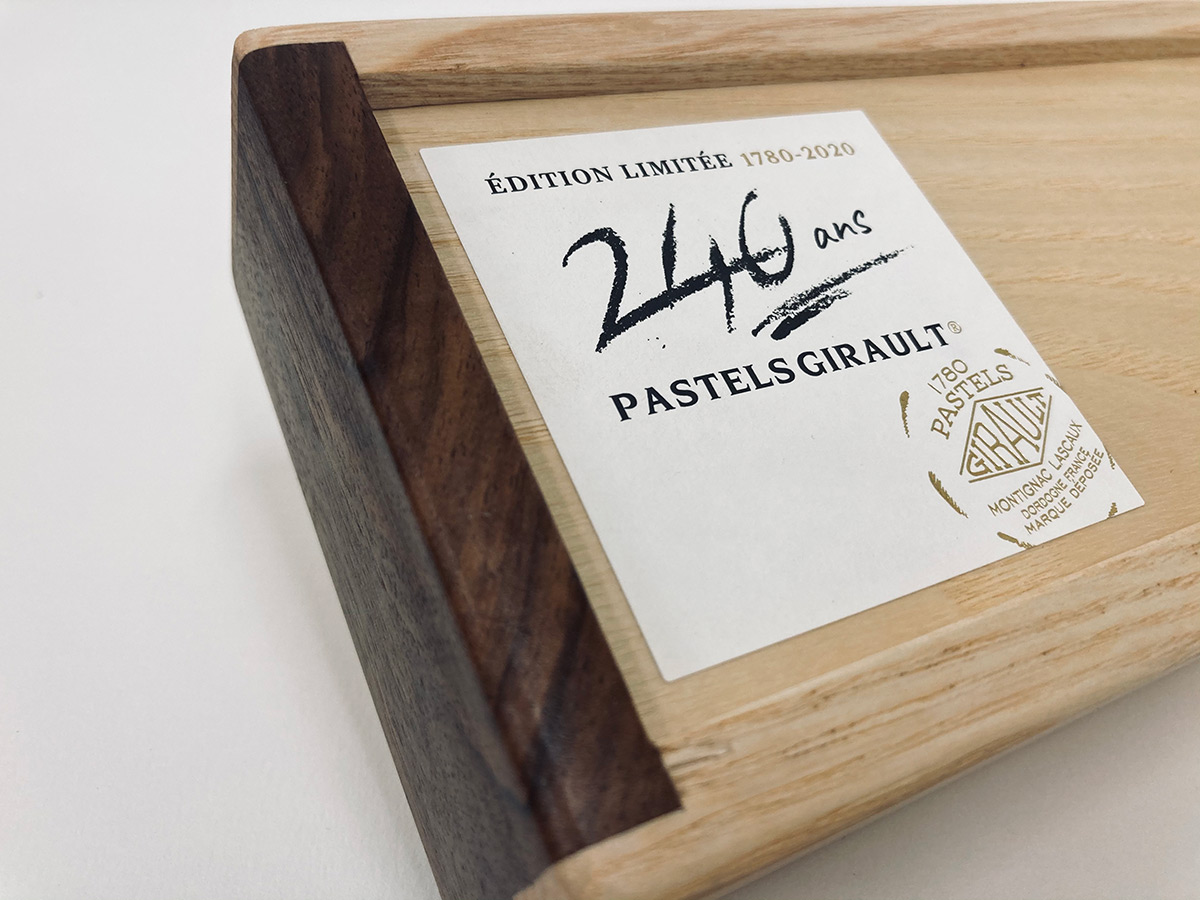 ÉDITION LIMITÉE 1780-2020
240 ans
PASTELS GIRAULT®
1780
PASTELS
GIRAULT
MONTIGNAC LASCAUX
DORDOGNE FRANCE
MARQUE DÉPOSÉE